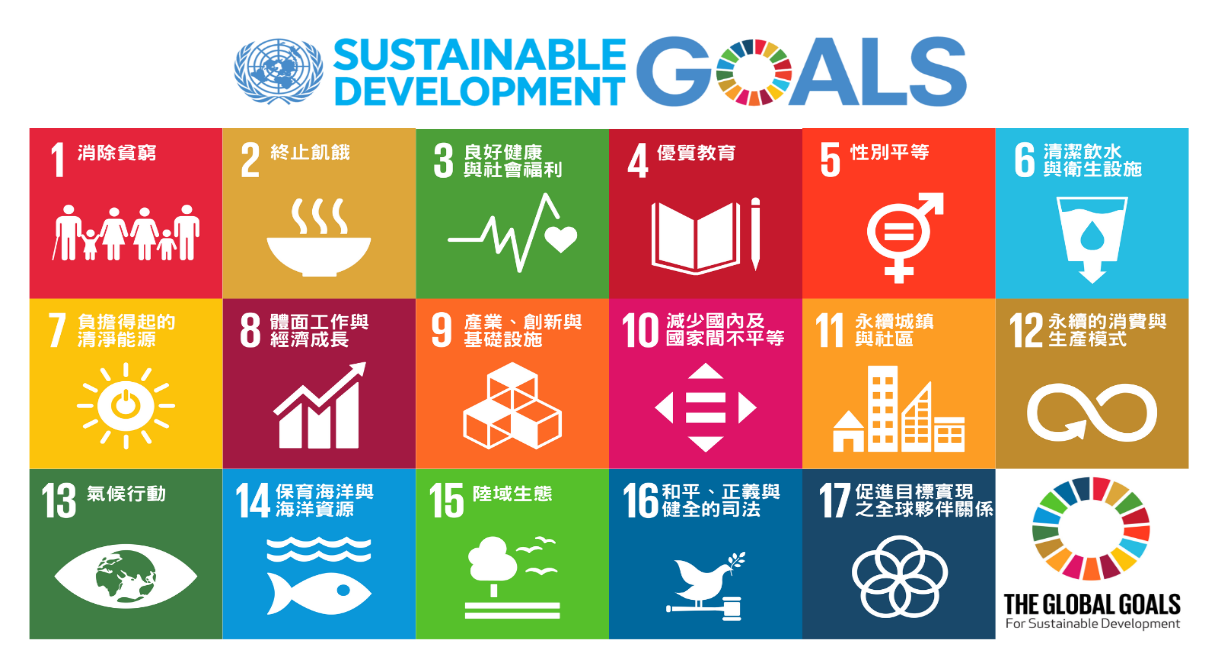 SUSTAINABLE
DEVELOPMENT
GOALS
1 消除貧窮
2 終止飢餓
3 良好健康
與社會福利
4 優質教育
5 性別平等
6 清潔飲水
與衛生設施
7 負擔得起的
清淨能源
8 體面工作與
經濟成長
9 產業、創新與
基礎設施
10 減少國內及
國家間不平等
11 永續城鎮
與社區
12 永續的消費與
生產模式
13 氣候行動
14 保育海洋與
海洋資源
15 陸域生態
16 和平、正義與
健全的司法
17 促進目標實現
之全球夥伴關係
THE GLOBAL GOALS
For Sustainable Development